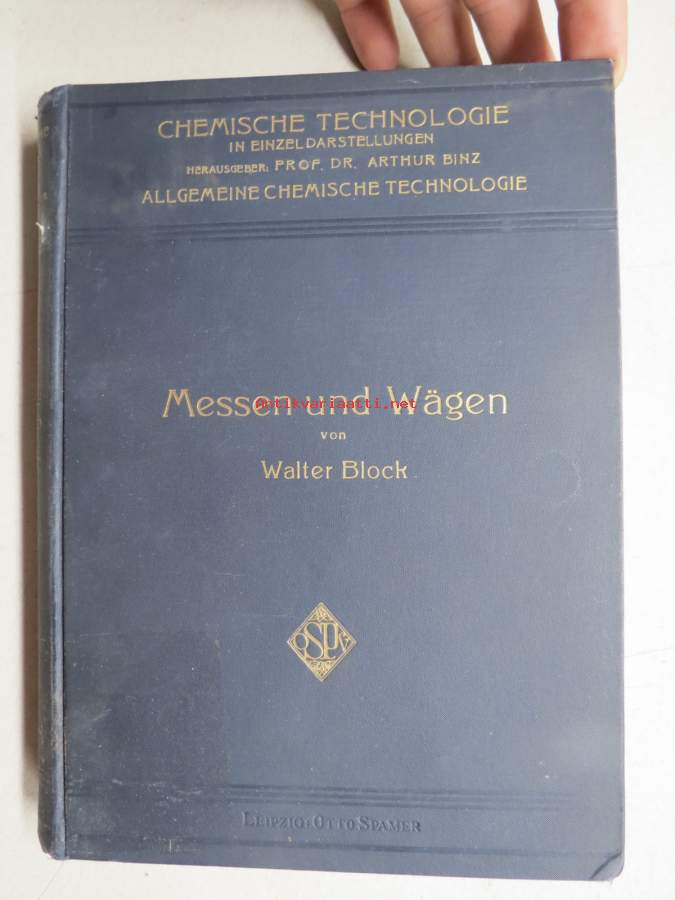 CHEMISCHE TECHNOLOGIE
IN EINZELDARSTELLUNGEN
HERAUSGEBER: PROF. DR. ARTHUR BINZ
ALLGEMEINE CHEMISCHE TECHNOLOGIE
Messen und Wägen
Antikvariaatti.net
von
Walter Block
OSPV
LEIPZIG · OTTO SPAMER